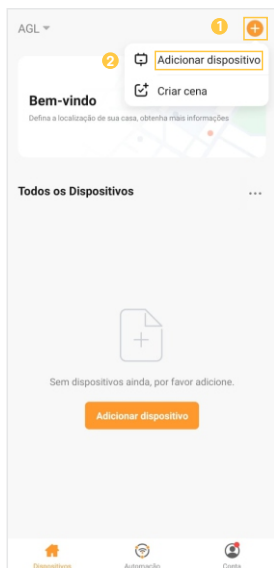 AGL
1
2
Adicionar dispositivo
Criar cena
Bem-vindo
Defina a localização de sua casa, obtenha mais informações
Todos os Dispositivos
...
Sem dispositivos ainda, por favor adicione.
Adicionar dispositivo
Dispositivos
Automação
Conta